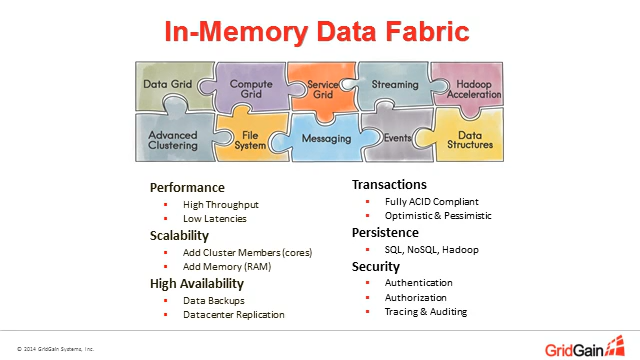 In-Memory Data Fabric
Data Grid
Compute
Grid
Service
Grid
Streaming
Hadoop
Acceleration
Advanced
Clustering
File
System
Messaging
Events
Data
Structures
Performance
▪ High Throughput
▪ Low Latencies
Scalability
▪ Add Cluster Members (cores)
▪ Add Memory (RAM)
High Availability
▪ Data Backups
▪ Datacenter Replication
Transactions
▪ Fully ACID Compliant
▪ Optimistic & Pessimistic
Persistence
▪ SQL, NoSQL, Hadoop
Security
▪ Authentication
▪ Authorization
▪ Tracing & Auditing
© 2014 GridGain Systems, Inc.
GridGain